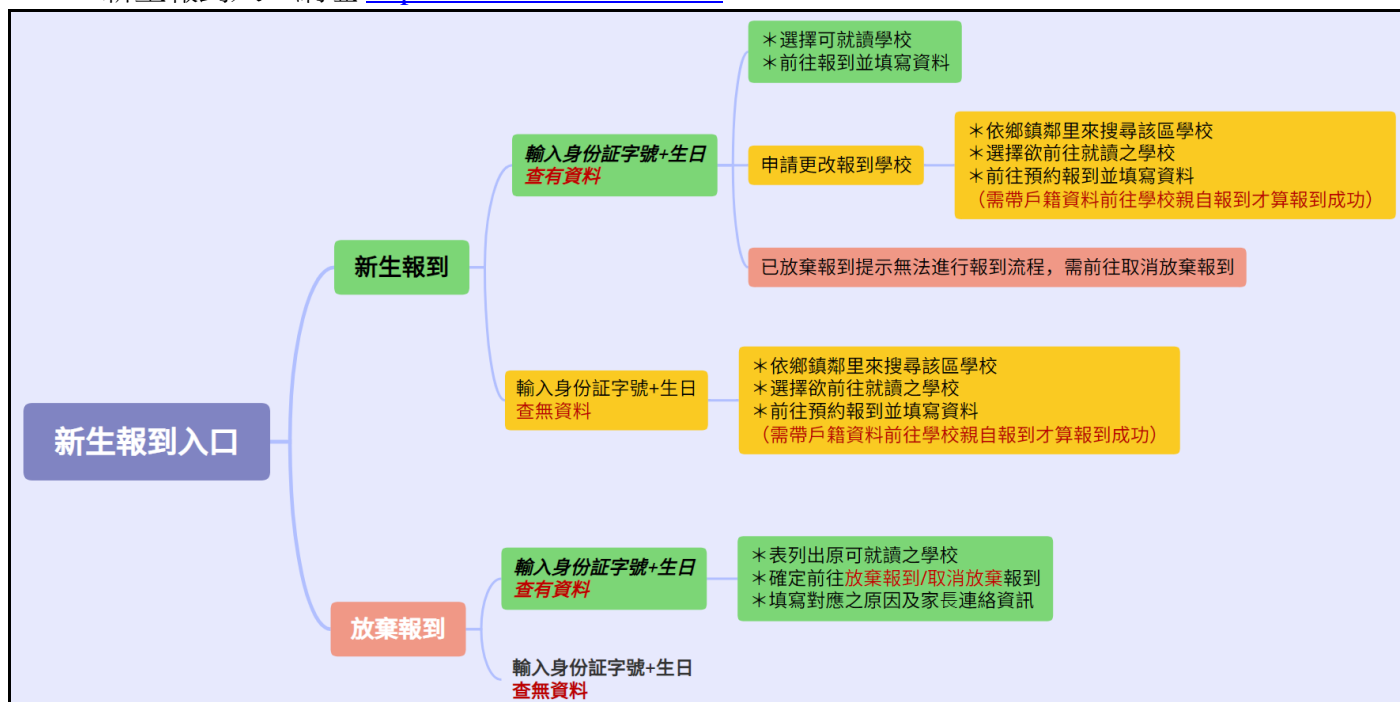 ＊選擇可就讀學校
＊前往報到並填寫資料
輸入身份証字號+生日
查有資料
申請更改報到學校
＊依鄉鎮鄰里來搜尋該區學校
＊選擇欲前往就讀之學校
＊前往預約報到並填寫資料
（需帶戶籍資料前往學校親自報到才算報到成功）
新生報到
已放棄報到提示無法進行報到流程，需前往取消放棄報到
輸入身份証字號+生日
查無資料
＊依鄉鎮鄰里來搜尋該區學校
＊選擇欲前往就讀之學校
＊前往預約報到並填寫資料
（需帶戶籍資料前往學校親自報到才算報到成功）
新生報到入口
輸入身份証字號+生日
查有資料
＊表列出原可就讀之學校
＊確定前往放棄報到/取消放棄報到
＊填寫對應之原因及家長連絡資訊
放棄報到
輸入身份証字號+生日
查無資料